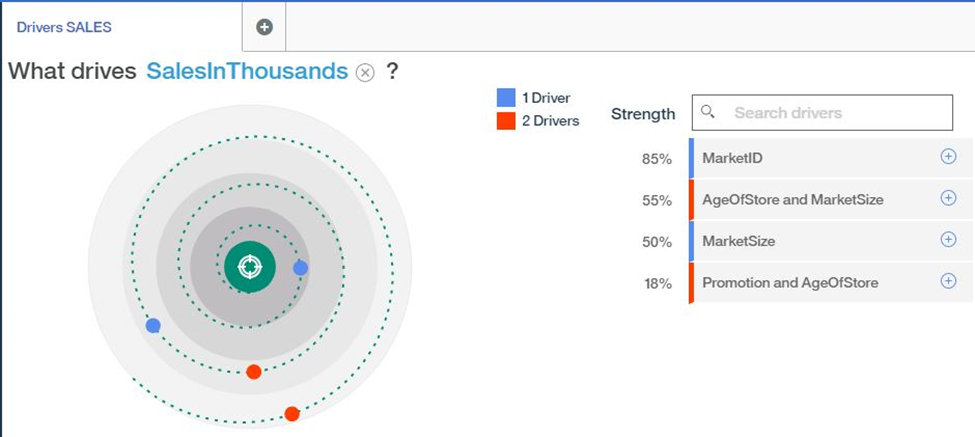 Drivers SALES
What drives SalesInThousands ?
1 Driver
2 Drivers
Strength
Search drivers
85% MarketID
55% AgeOfStore and MarketSize
50% MarketSize
18% Promotion and AgeOfStore